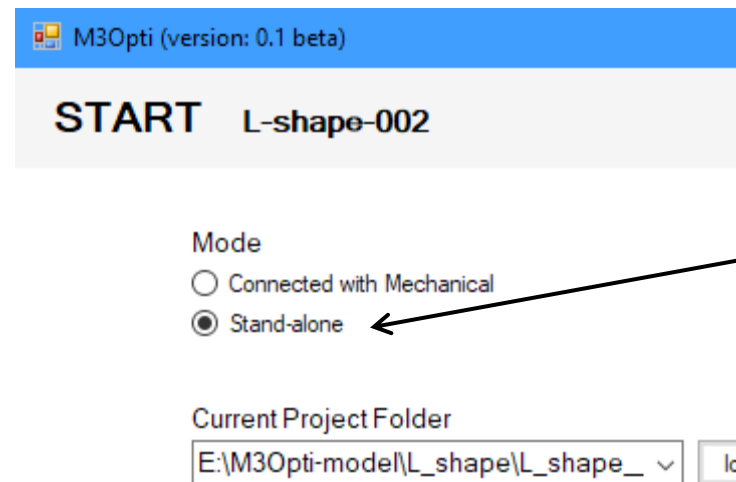 M3Opti (version: 0.1 beta)
START L-shape-002
Mode
Connected with Mechanical
Stand-alone
Current Project Folder
E:\M3Opti-model\L_shape\L_shape__